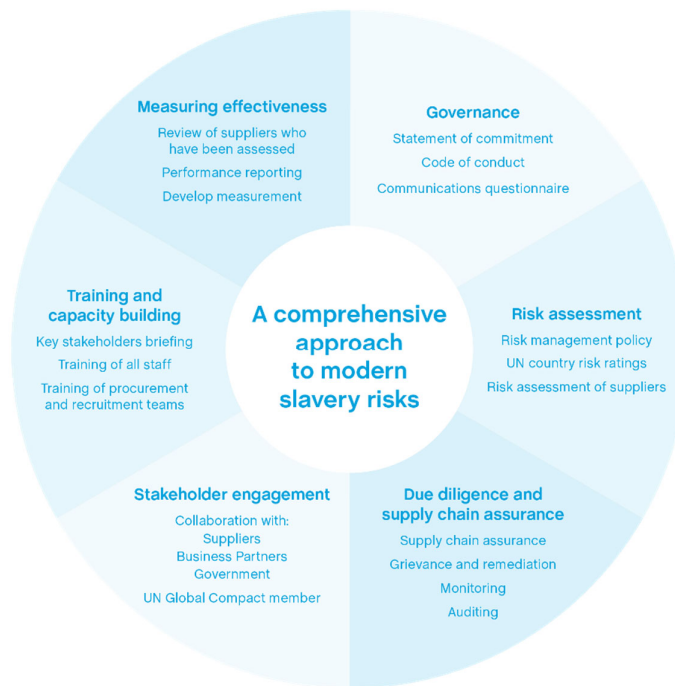 Measuring effectiveness
Review of suppliers who
have been assessed
Performance reporting
Develop measurement
Governance
Statement of commitment
Code of conduct
Communications questionnaire
Training and
capacity building
Key stakeholders briefing
Training of all staff
Training of procurement
and recruitment teams
A comprehensive
approach
to modern
slavery risks
Risk assessment
Risk management policy
UN country risk ratings
Risk assessment of suppliers
Stakeholder engagement
Collaboration with:
Suppliers
Business Partners
Government
UN Global Compact member
Due diligence and
supply chain assurance
Supply chain assurance
Grievance and remediation
Monitoring
Auditing